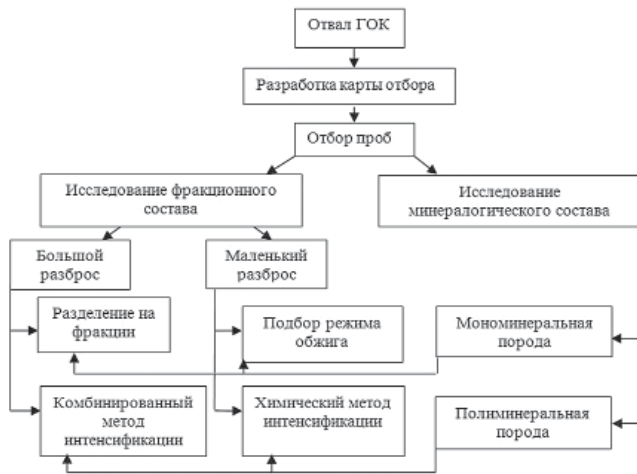 Отвал ГОК
Разработка карты отбора
Отбор проб
Исследование фракционного
состава
Исследование
минералогического состава
Большой
разброс
Маленький
разброс
Разделение на
фракции
Подбор режима
обжига
Мономинеральная
порода
Комбинированный
метод
интенсификации
Химический метод
интенсификации
Полиминеральная
порода